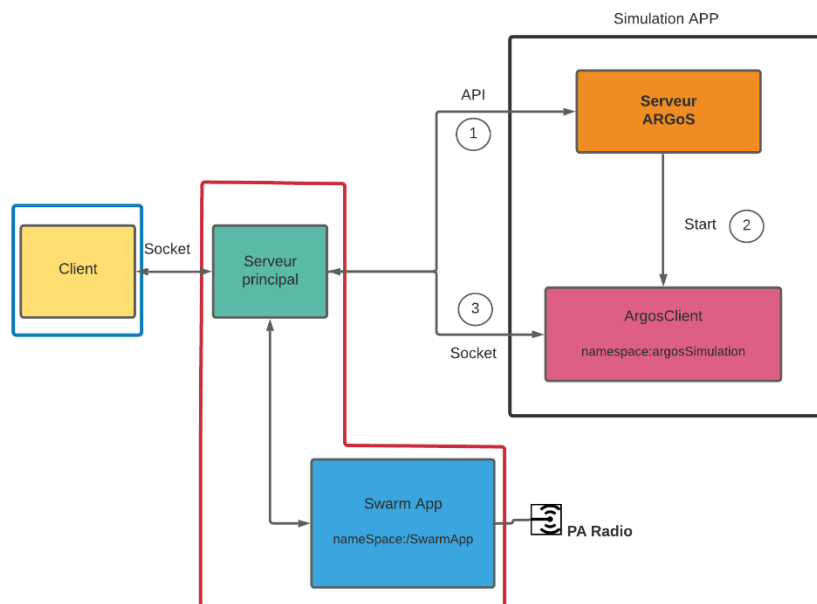 Simulation APP
API
1
Serveur
ARGoS
Start
2
Client
Socket
Serveur
principal
3
Socket
ArgosClient
namespace:argosSimulation
Swarm App
nameSpace:/SwarmApp
PA Radio